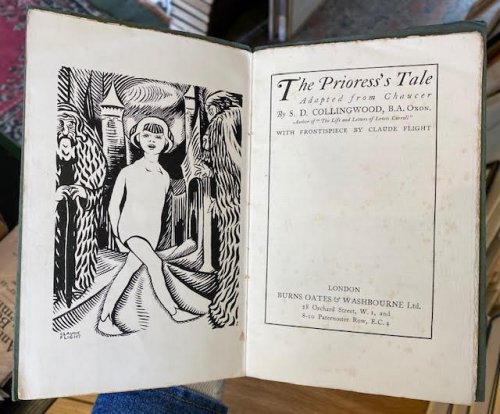 CLAUDE
FLIGHT
The Prioress's Tale
Adapted from Chaucer
By S. D. COLLINGWOOD, B.A. Oxon.
Author of "The Life and Letters of Lewis Carroll"
WITH FRONTISPIECE BY CLAUDE FLIGHT
LONDON
BURNS OATES & WASHBOURNE Ltd.
28 Orchard Street, W. 1, and
8-10 Paternoster Row, E.C. 4